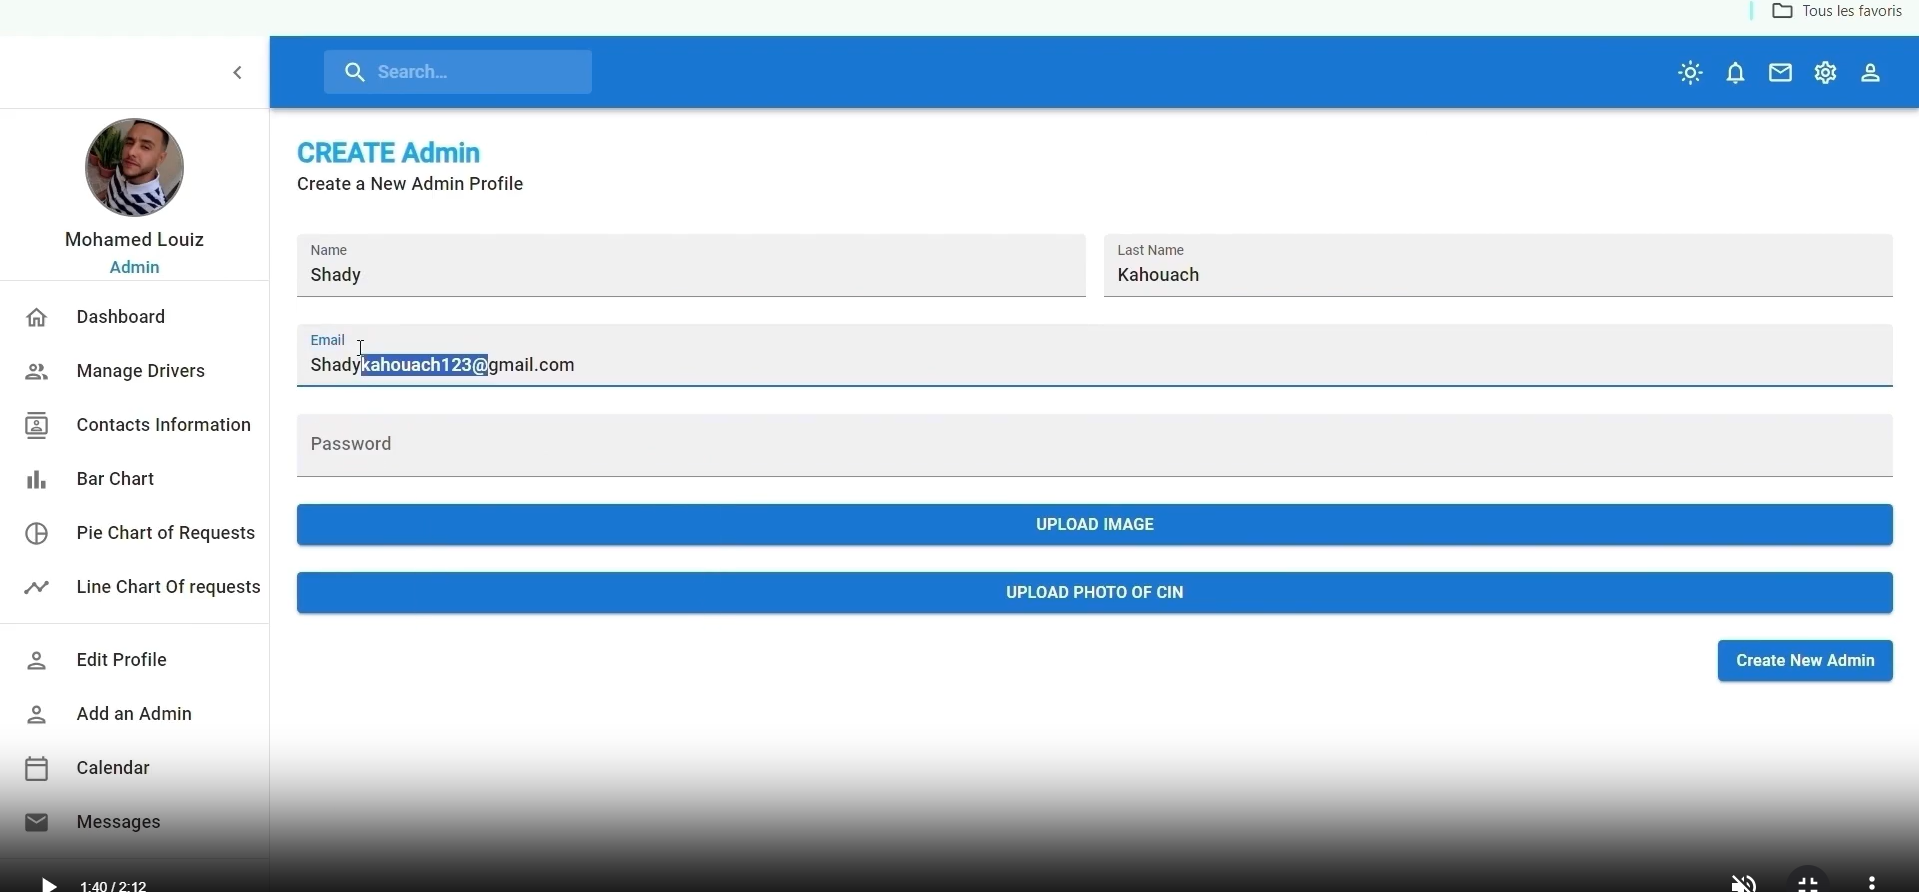 Tous les favoris
Search...
Mohamed Louiz
Admin
Dashboard
Manage Drivers
Contacts Information
Bar Chart
Pie Chart of Requests
Line Chart Of requests
Edit Profile
Add an Admin
Calendar
Messages
CREATE Admin
Create a New Admin Profile
Name
Shady
Last Name
Kahouach
Email
Shadykahouach123@gmail.com
Password
UPLOAD IMAGE
UPLOAD PHOTO OF CIN
Create New Admin
1:40 / 2:12